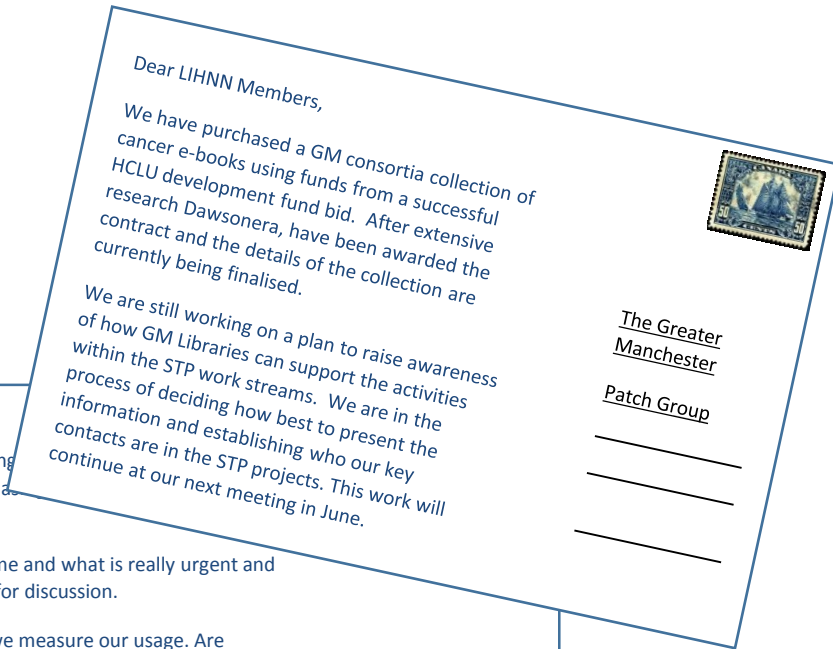 Dear LIHNN Members,
We have purchased a GM consortia collection of
cancer e-books using funds from a successful
HCLU development fund bid.  After extensive
research Dawsonera, have been awarded the
contract and the details of the collection are
currently being finalised.
We are still working on a plan to raise awareness
of how GM Libraries can support the activities
within the STP work streams.  We are in the
process of deciding how best to present the
information and establishing who our key
contacts are in the STP projects. This work will
continue at our next meeting in June.
50
50
The Greater
Manchester
Patch Group
me and what is really urgent and
for discussion.
we measure our usage. Are